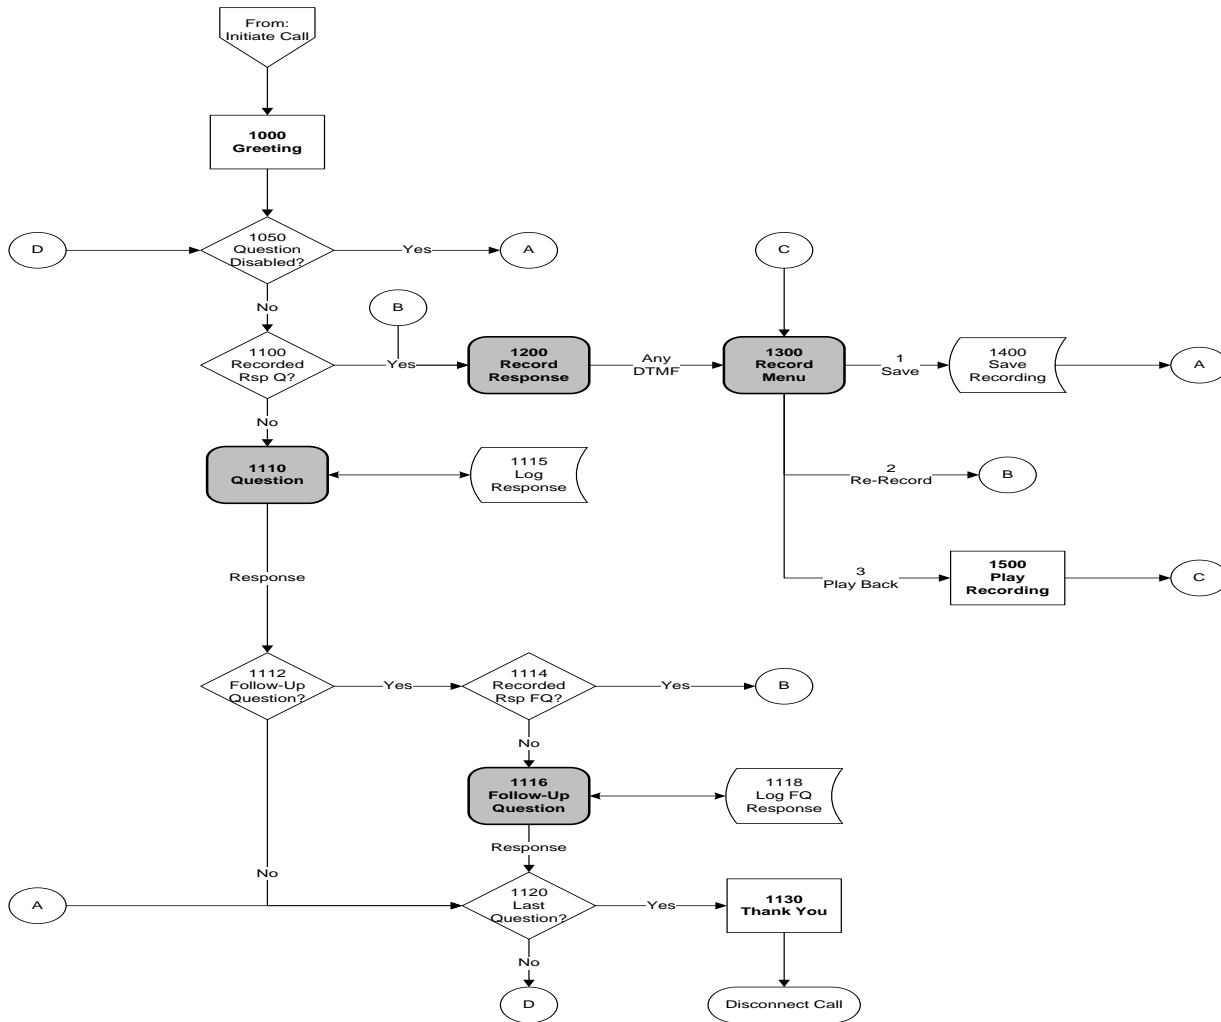 From:
Initiate Call
1000
Greeting
D
1050
Question
Disabled?
Yes
A
C
No
B
1100
Recorded
Rsp Q?
Yes
1200
Record
Response
Any
DTMF
1300
Record
Menu
1
Save
1400
Save
Recording
A
No
1110
Question
1115
Log
Response
2
Re-Record
B
Response
3
Play Back
1500
Play
Recording
C
1112
Follow-Up
Question?
Yes
1114
Recorded
Rsp FQ?
Yes
B
No
1116
Follow-Up
Question
1118
Log FQ
Response
Response
No
A
1120
Last
Question?
Yes
1130
Thank You
No
D
Disconnect Call